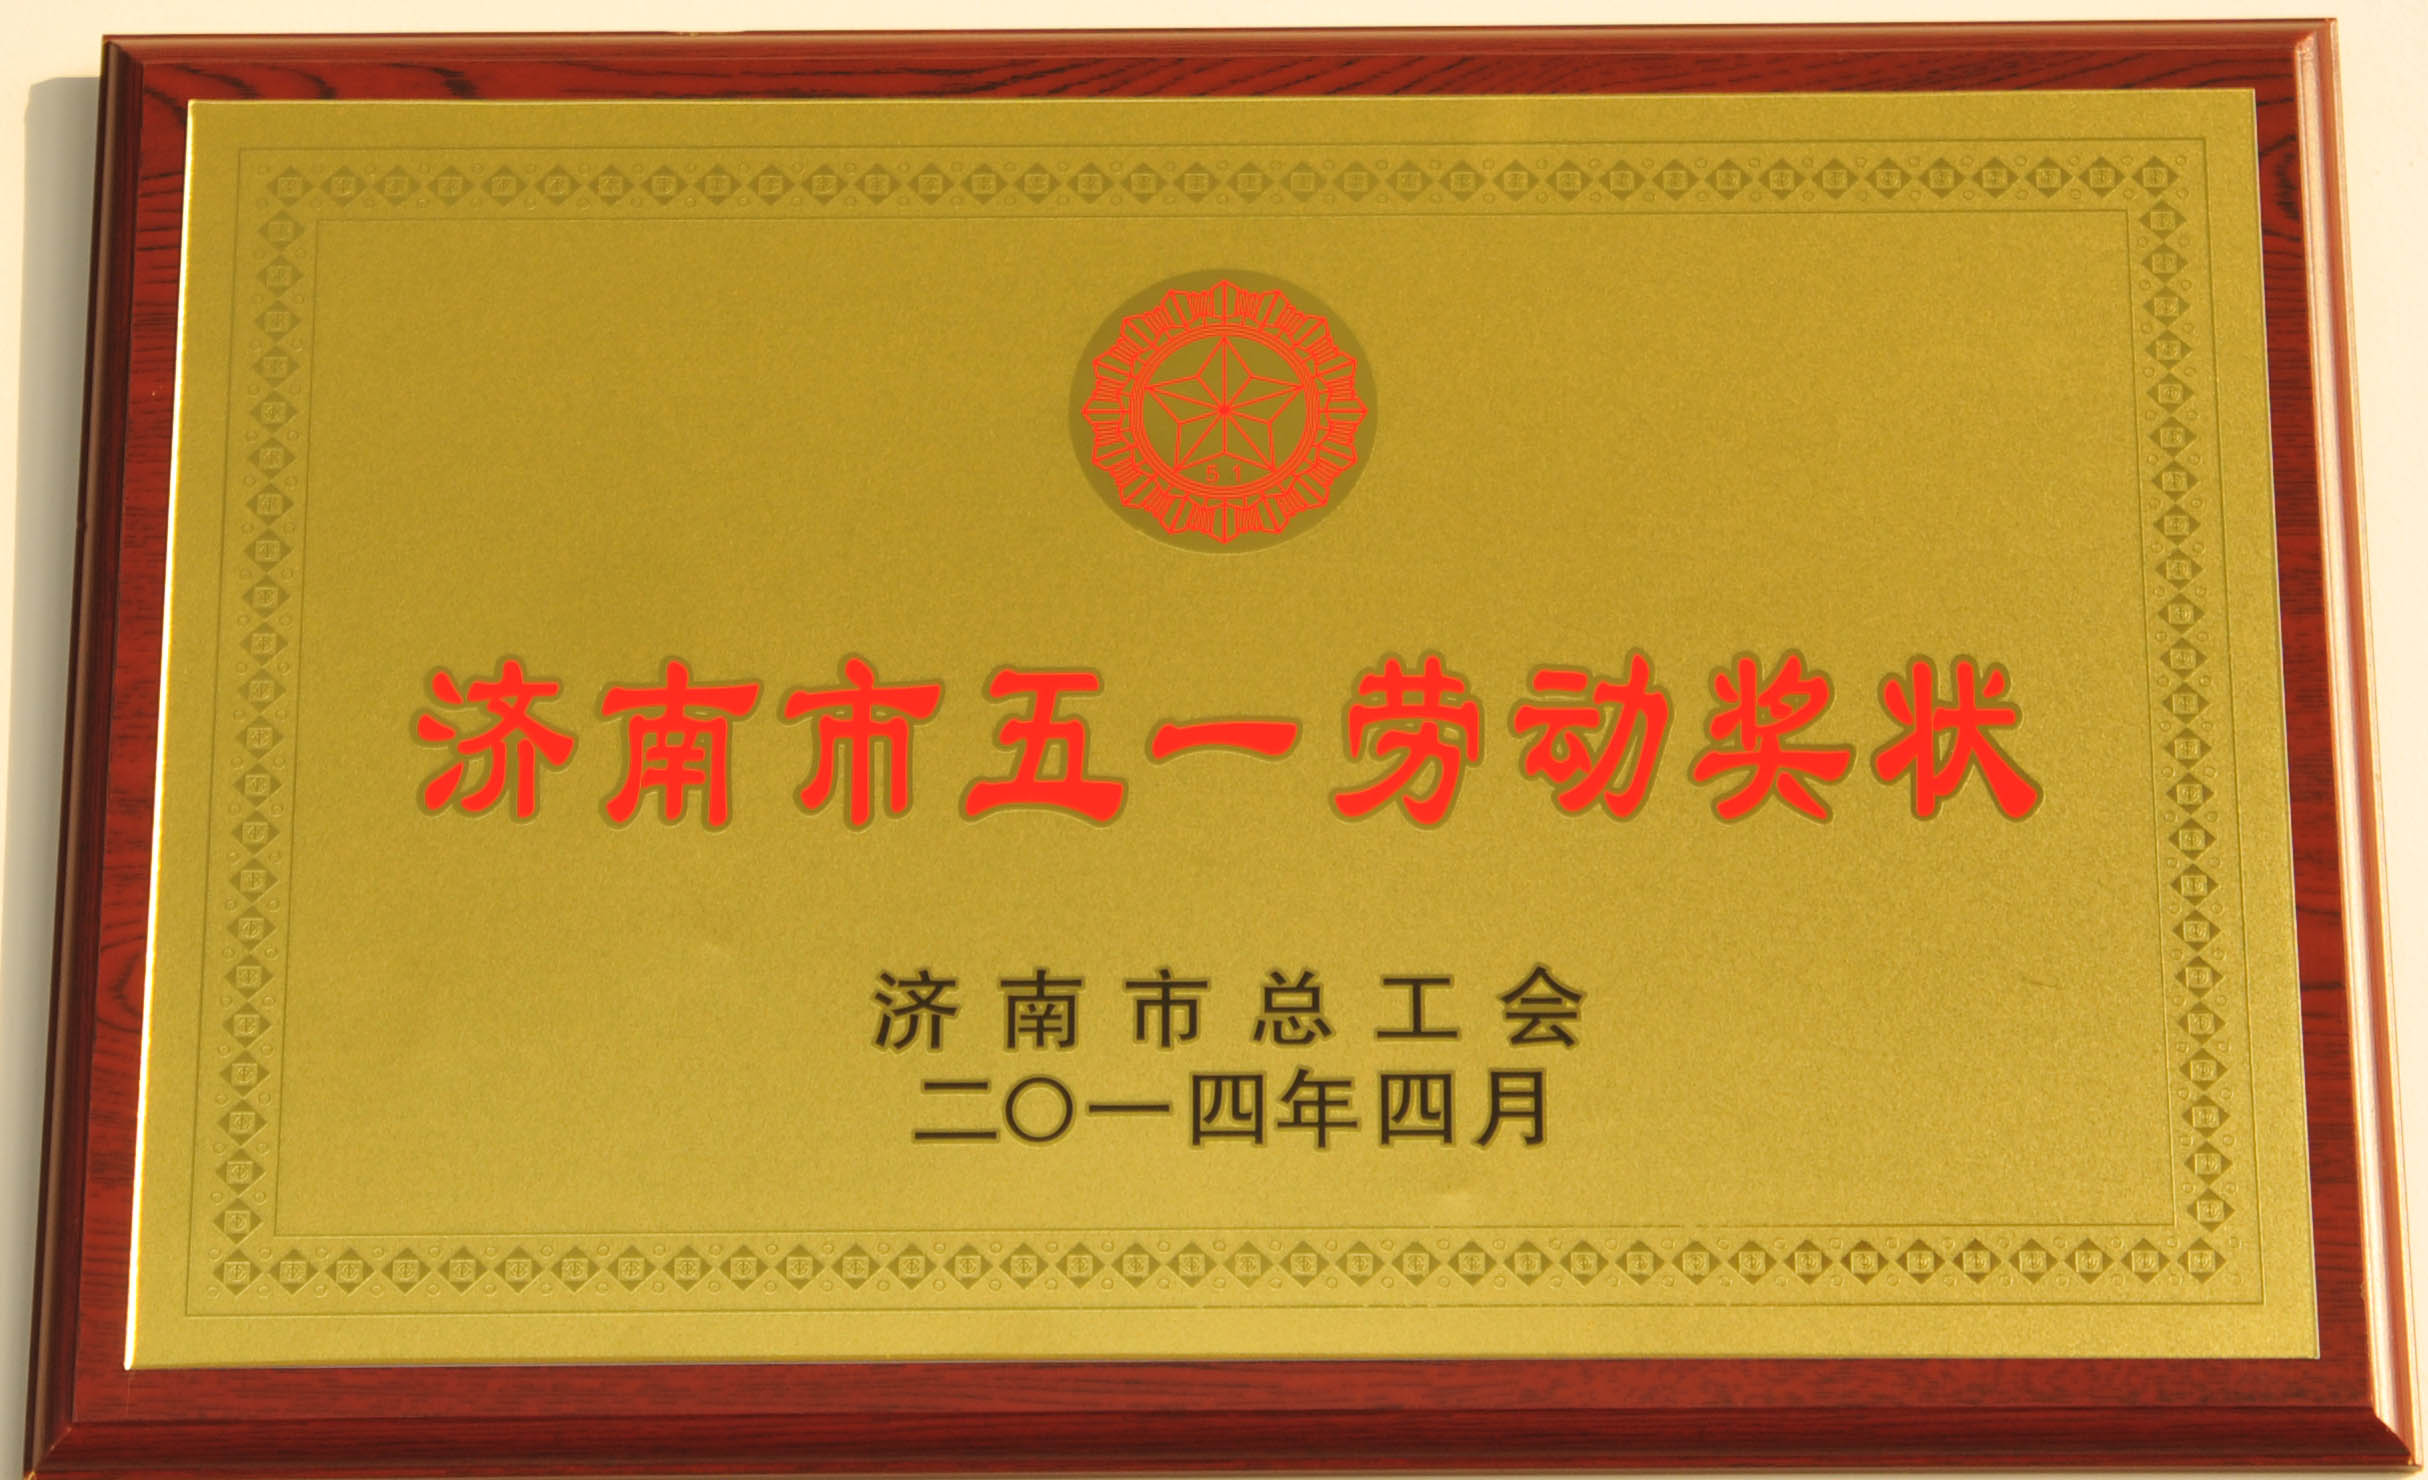 51
济南市五一劳动奖状
济南市总工会
二〇一四年四月